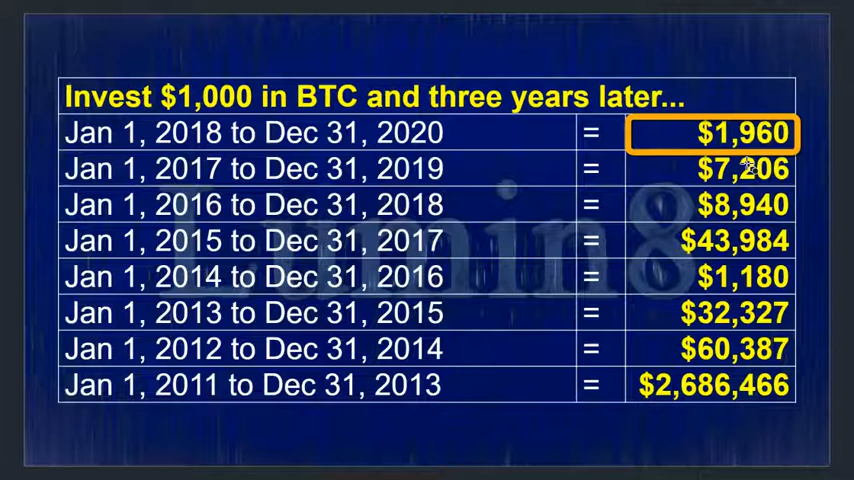 Invest $1,000 in BTC and three years later...
Jan 1, 2018 to Dec 31, 2020 = $1,960
Jan 1, 2017 to Dec 31, 2019 = $7,206
Jan 1, 2016 to Dec 31, 2018 = $8,940
Jan 1, 2015 to Dec 31, 2017 = $43,984
Jan 1, 2014 to Dec 31, 2016 = $1,180
Jan 1, 2013 to Dec 31, 2015 = $32,327
Jan 1, 2012 to Dec 31, 2014 = $60,387
Jan 1, 2011 to Dec 31, 2013 = $2,686,466
Lumin8